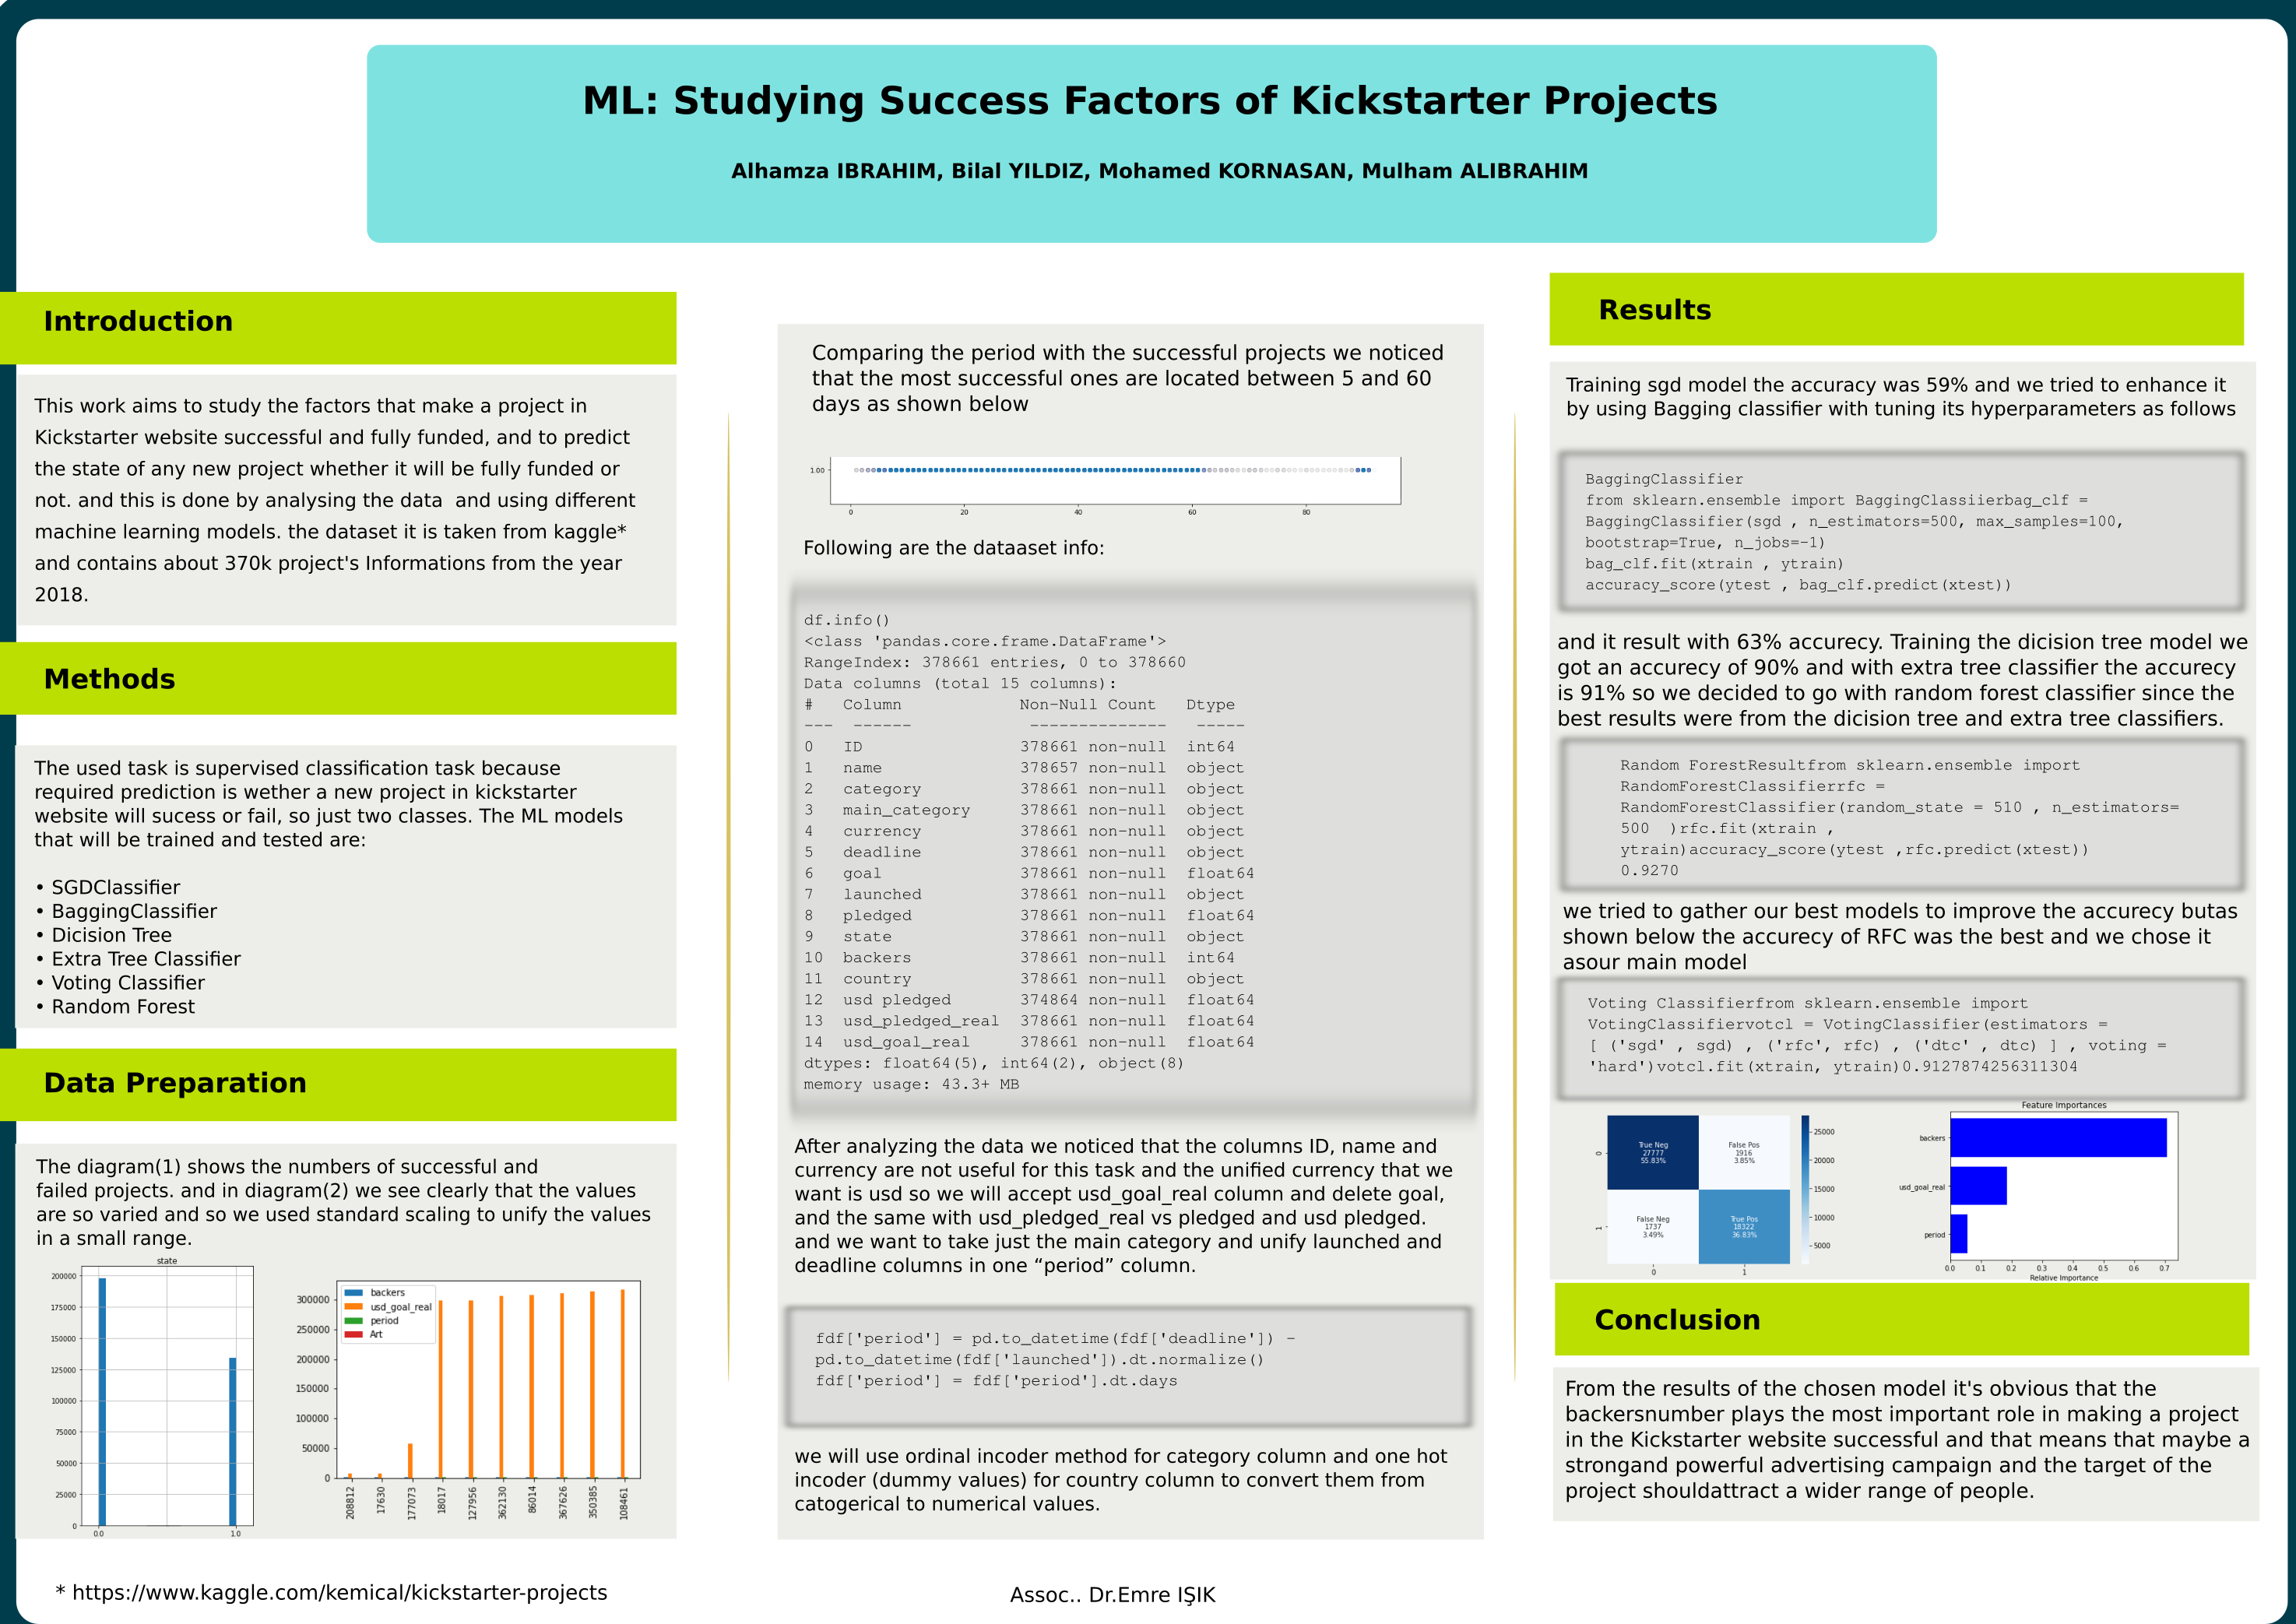 ML: Studying Success Factors of Kickstarter Projects
Alhamza IBRAHIM, Bilal YILDIZ, Mohamed KORNASAN, Mulham ALIBRAHIM
Introduction
This work aims to study the factors that make a project in
Kickstarter website successful and fully funded, and to predict
the state of any new project whether it will be fully funded or
not. and this is done by analysing the data  and using different
machine learning models. the dataset it is taken from kaggle*
and contains about 370k project's Informations from the year
2018.
Methods
The used task is supervised classification task because
required prediction is wether a new project in kickstarter
website will sucess or fail, so just two classes. The ML models
that will be trained and tested are:
• SGDClassifier
• BaggingClassifier
• Dicision Tree
• Extra Tree Classifier
• Voting Classifier
• Random Forest
Data Preparation
The diagram(1) shows the numbers of successful and
failed projects. and in diagram(2) we see clearly that the values
are so varied and so we used standard scaling to unify the values
in a small range.
state
200000
175000
150000
125000
100000
75000
50000
25000
0
0.0 1.0
backers
usd_goal_real
period
Art
300000
250000
200000
150000
100000
50000
0
208812
17630
177073
18017
127956
362130
86014
367626
350385
108461
* https://www.kaggle.com/kemical/kickstarter-projects
Comparing the period with the successful projects we noticed
that the most successful ones are located between 5 and 60
days as shown below
1.00
0 20 40 60 80
Following are the dataaset info:
df.info()
<class 'pandas.core.frame.DataFrame'>
RangeIndex: 378661 entries, 0 to 378660
Data columns (total 15 columns):
#   Column            Non-Null Count   Dtype
---  ------            --------------   -----
0   ID                378661 non-null  int64
1   name              378657 non-null  object
2   category          378661 non-null  object
3   main_category     378661 non-null  object
4   currency          378661 non-null  object
5   deadline          378661 non-null  object
6   goal              378661 non-null  float64
7   launched          378661 non-null  object
8   pledged           378661 non-null  float64
9   state             378661 non-null  object
10  backers           378661 non-null  int64
11  country           378661 non-null  object
12  usd pledged       374864 non-null  float64
13  usd_pledged_real  378661 non-null  float64
14  usd_goal_real     378661 non-null  float64
dtypes: float64(5), int64(2), object(8)
memory usage: 43.3+ MB
After analyzing the data we noticed that the columns ID, name and
currency are not useful for this task and the unified currency that we
want is usd so we will accept usd_goal_real column and delete goal,
and the same with usd_pledged_real vs pledged and usd pledged.
and we want to take just the main category and unify launched and
deadline columns in one “period” column.
fdf['period'] = pd.to_datetime(fdf['deadline']) -
pd.to_datetime(fdf['launched']).dt.normalize()
fdf['period'] = fdf['period'].dt.days
we will use ordinal incoder method for category column and one hot
incoder (dummy values) for country column to convert them from
catogerical to numerical values.
Assoc.. Dr.Emre IŞIK
Results
Training sgd model the accuracy was 59% and we tried to enhance it
by using Bagging classifier with tuning its hyperparameters as follows
BaggingClassifier
from sklearn.ensemble import BaggingClassiierbag_clf =
BaggingClassifier(sgd , n_estimators=500, max_samples=100,
bootstrap=True, n_jobs=-1)
bag_clf.fit(xtrain , ytrain)
accuracy_score(ytest , bag_clf.predict(xtest))
and it result with 63% accurecy. Training the dicision tree model we
got an accurecy of 90% and with extra tree classifier the accurecy
is 91% so we decided to go with random forest classifier since the
best results were from the dicision tree and extra tree classifiers.
Random ForestResultfrom sklearn.ensemble import
RandomForestClassifierrfc =
RandomForestClassifier(random_state = 510 , n_estimators=
500  )rfc.fit(xtrain ,
ytrain)accuracy_score(ytest ,rfc.predict(xtest))
0.9270
we tried to gather our best models to improve the accurecy butas
shown below the accurecy of RFC was the best and we chose it
asour main model
Voting Classifierfrom sklearn.ensemble import
VotingClassifiervotcl = VotingClassifier(estimators =
[ ('sgd' , sgd) , ('rfc', rfc) , ('dtc' , dtc) ] , voting =
'hard')votcl.fit(xtrain, ytrain)0.9127874256311304
True Neg
27777
55.83%
False Pos
1916
3.85%
False Neg
1737
3.49%
True Pos
18322
36.83%
0
1
0 1
25000
20000
15000
10000
5000
Feature Importances
backers
usd_goal_real
period
0.0 0.1 0.2 0.3 0.4 0.5 0.6 0.7
Relative Importance
Conclusion
From the results of the chosen model it's obvious that the
backersnumber plays the most important role in making a project
in the Kickstarter website successful and that means that maybe a
strongand powerful advertising campaign and the target of the
project shouldattract a wider range of people.